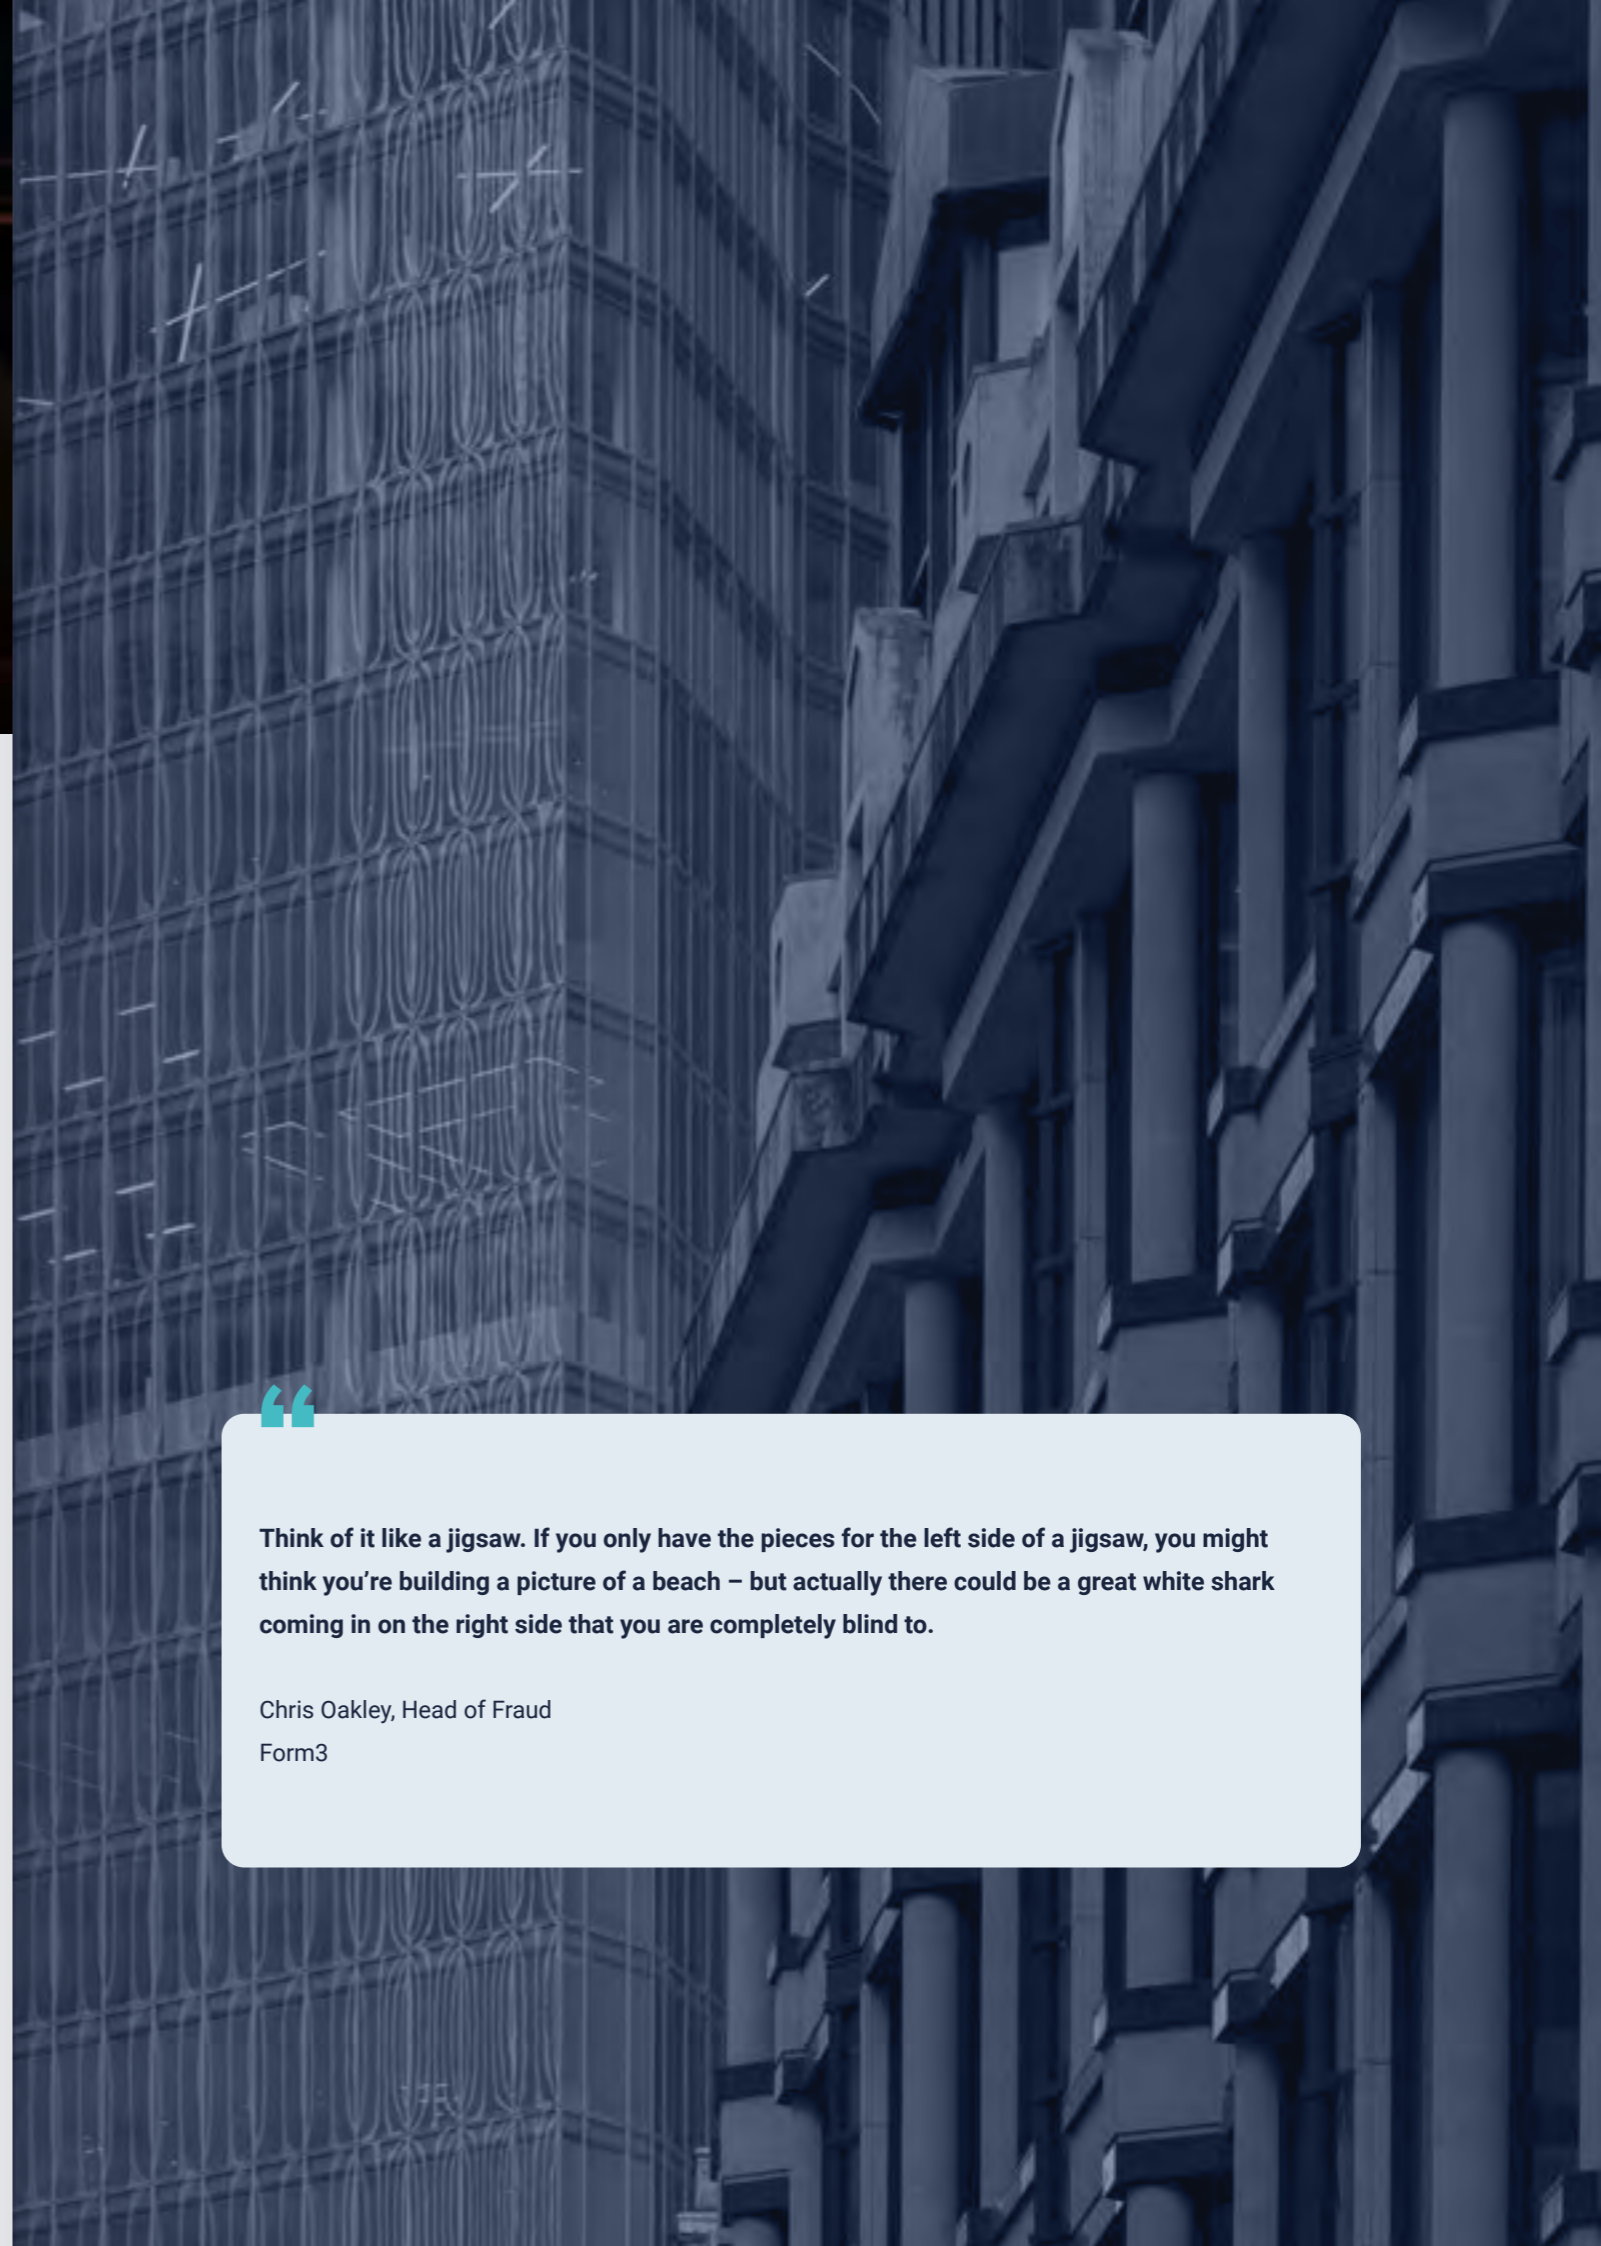 “
Think of it like a jigsaw. If you only have the pieces for the left side of a jigsaw, you might
think you’re building a picture of a beach – but actually there could be a great white shark
coming in on the right side that you are completely blind to.
Chris Oakley, Head of Fraud
Form3